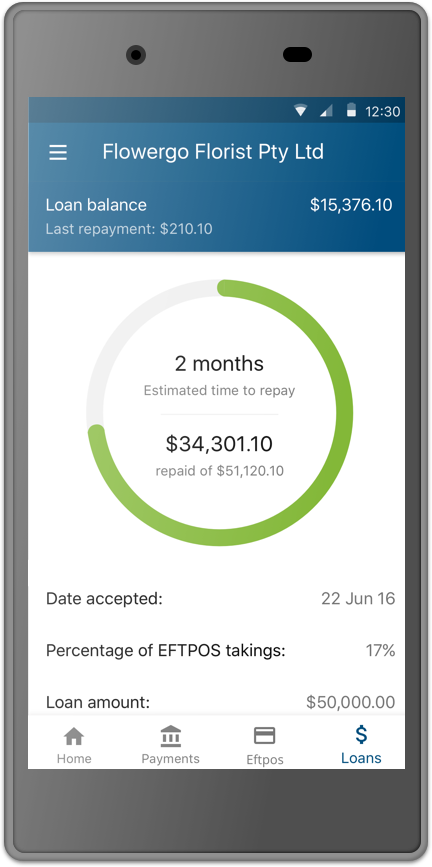 12:30
Flowergo Florist Pty Ltd
Loan balance $15,376.10
Last repayment: $210.10
2 months
Estimated time to repay
$34,301.10
repaid of $51,120.10
Date accepted: 22 Jun 16
Percentage of EFTPOS takings: 17%
Loan amount: $50,000.00
Home Payments Eftpos Loans